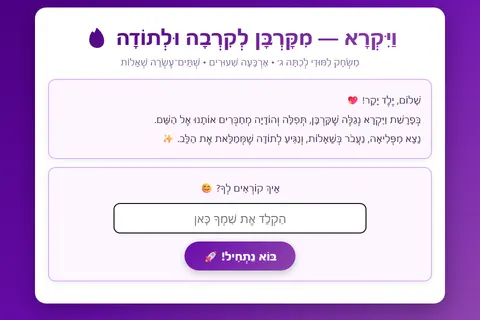 וַיִּקְרָא — מִקָּרְבָּן לְקִרְבָה וּלְתוֹדָה
מִשְׂחַק לִמּוּדִי לְכִתָּה ג׳ • אַרְבָּעָה שִׁעוּרִים • שְׁתֵּים־עֶשְׂרֵה שְׁאֵלוֹת
שָׁלוֹם, יֶלֶד יָקָר! 💖
בְּפָרָשַׁת וַיִּקְרָא נְגַלֶּה שֶׁקָּרְבָּן, תְּפִלָּה וְהוֹדָיָה מְחַבְּרִים אוֹתָנוּ אֶל הַשֵּׁם.
נֵצֵא מִפְּלִיאָה, נַעֲבֹר בִּשְׁאֵלוֹת, וְנַגִּיעַ לְתוֹדָה שֶׁמְּמַלֵּאת אֶת הַלֵּב. ✨
אֵיךְ קוֹרְאִים לְךָ? 😊
הַקְלֵד אֶת שִׁמְךָ כָּאן
בּוֹא נַתְחִיל! 🚀